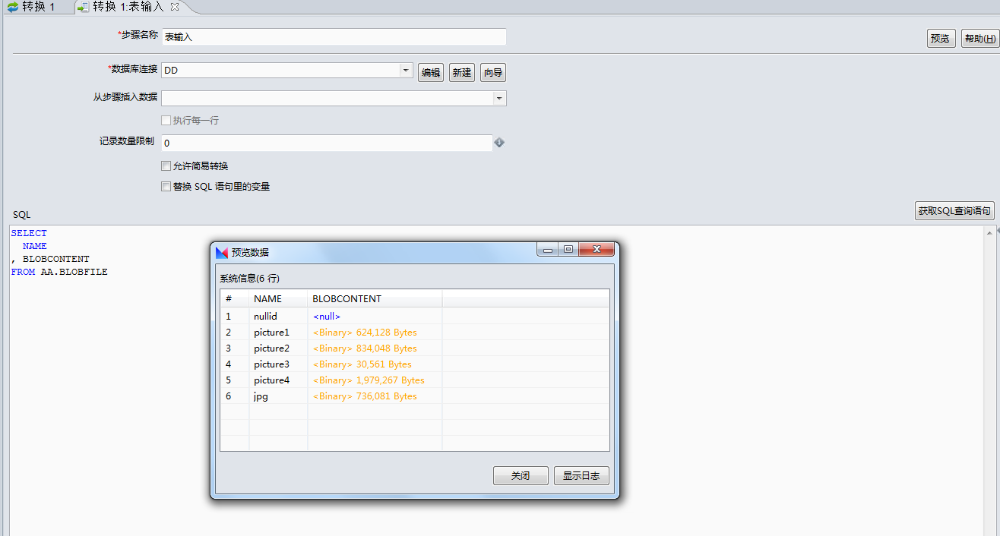 转换 1
转换 1:表输入
*步骤名称 表输入
预览 帮助(H)
*数据库连接 DD 编辑 新建 向导
从步骤插入数据
执行每一行
记录数量限制 0
允许简易转换
替换 SQL 语句里的变量
SQL 获取SQL查询语句
SELECT
NAME
, BLOBCONTENT
FROM AA.BLOBFILE
预览数据
系统信息(6 行)
# NAME BLOBCONTENT
1 nullid <null>
2 picture1 <Binary> 624,128 Bytes
3 picture2 <Binary> 834,048 Bytes
4 picture3 <Binary> 30,561 Bytes
5 picture4 <Binary> 1,979,267 Bytes
6 jpg <Binary> 736,081 Bytes
关闭 显示日志